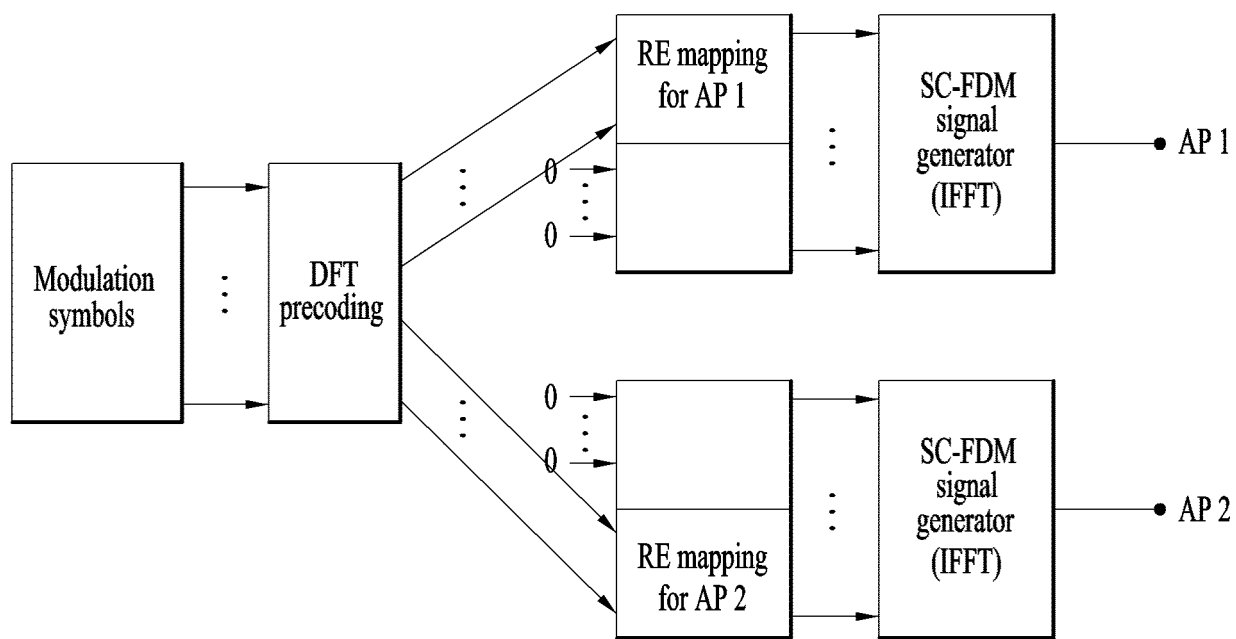 Modulation
symbols
DFT
precoding
RE mapping
for AP 1
0
0
SC-FDM
signal
generator
(IFFT)
AP 1
0
0
RE mapping
for AP 2
SC-FDM
signal
generator
(IFFT)
AP 2